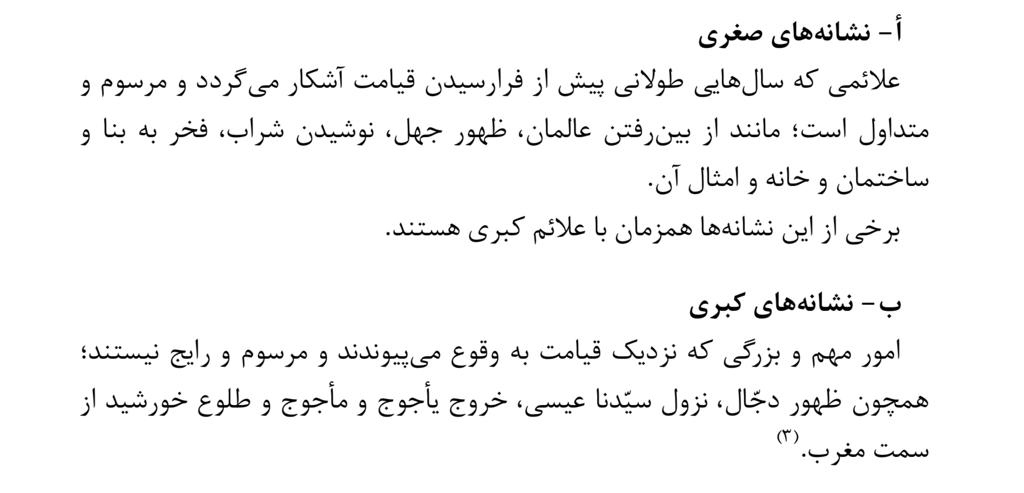 أ- نشانه‌های صغری
علائمی که سال‌هایی طولانی پیش از فرارسیدن قیامت آشکار می‌گردد و مرسوم و
متداول است؛ مانند از بین‌رفتن عالمان، ظهور جهل، نوشیدن شراب، فخر به بنا و
ساختمان و خانه و امثال آن.
برخی از این نشانه‌ها همزمان با علائم کبری هستند.
ب- نشانه‌های کبری
امور مهم و بزرگی که نزدیک قیامت به وقوع می‌پیوندند و مرسوم و رایج نیستند؛
همچون ظهور دجّال، نزول سیّدنا عیسی، خروج یأجوج و مأجوج و طلوع خورشید از
سمت مغرب.(۳)